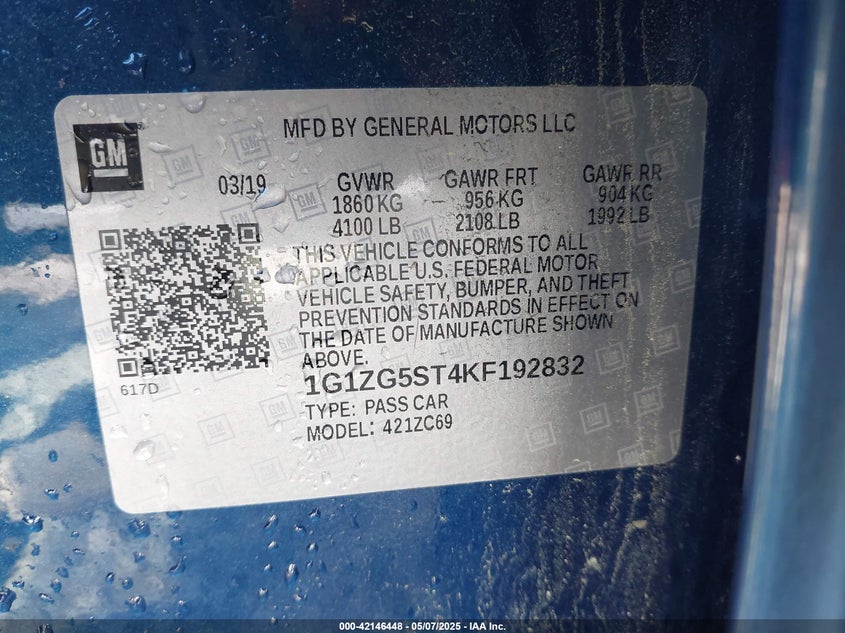 GM
MFD BY GENERAL MOTORS LLC
03/19
GVWR
1860 KG
4100 LB
GAWR FRT
956 KG
2108 LB
GAWR RR
904 KG
1992 LB
THIS VEHICLE CONFORMS TO ALL
APPLICABLE U.S. FEDERAL MOTOR
VEHICLE SAFETY, BUMPER, AND THEFT
PREVENTION STANDARDS IN EFFECT ON
THE DATE OF MANUFACTURE SHOWN
ABOVE.
617D
1G1ZG5ST4KF192832
TYPE: PASS CAR
MODEL: 421ZC69
000-42146448 - 05/07/2025 - IAA Inc.